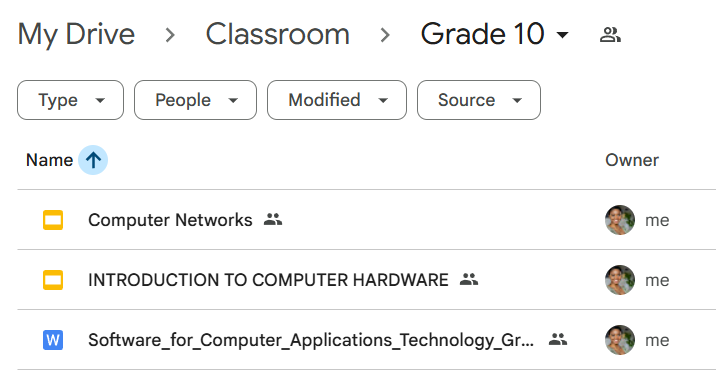 My Drive > Classroom > Grade 10
Type People Modified Source
Name Owner
Computer Networks me
INTRODUCTION TO COMPUTER HARDWARE me
W Software_for_Computer_Applications_Technology_Gr... me